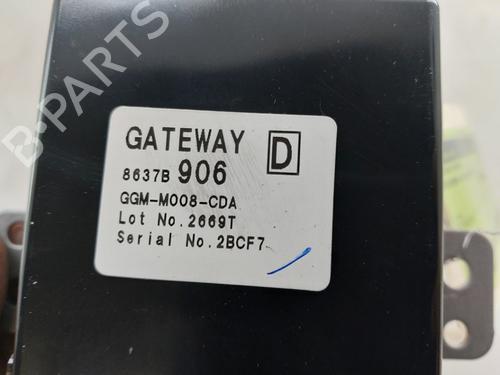 GATEWAY D
8637B 906
GGM-M008-CDA
Lot No.2669T
Serial No.2BCF7
B-PARTS